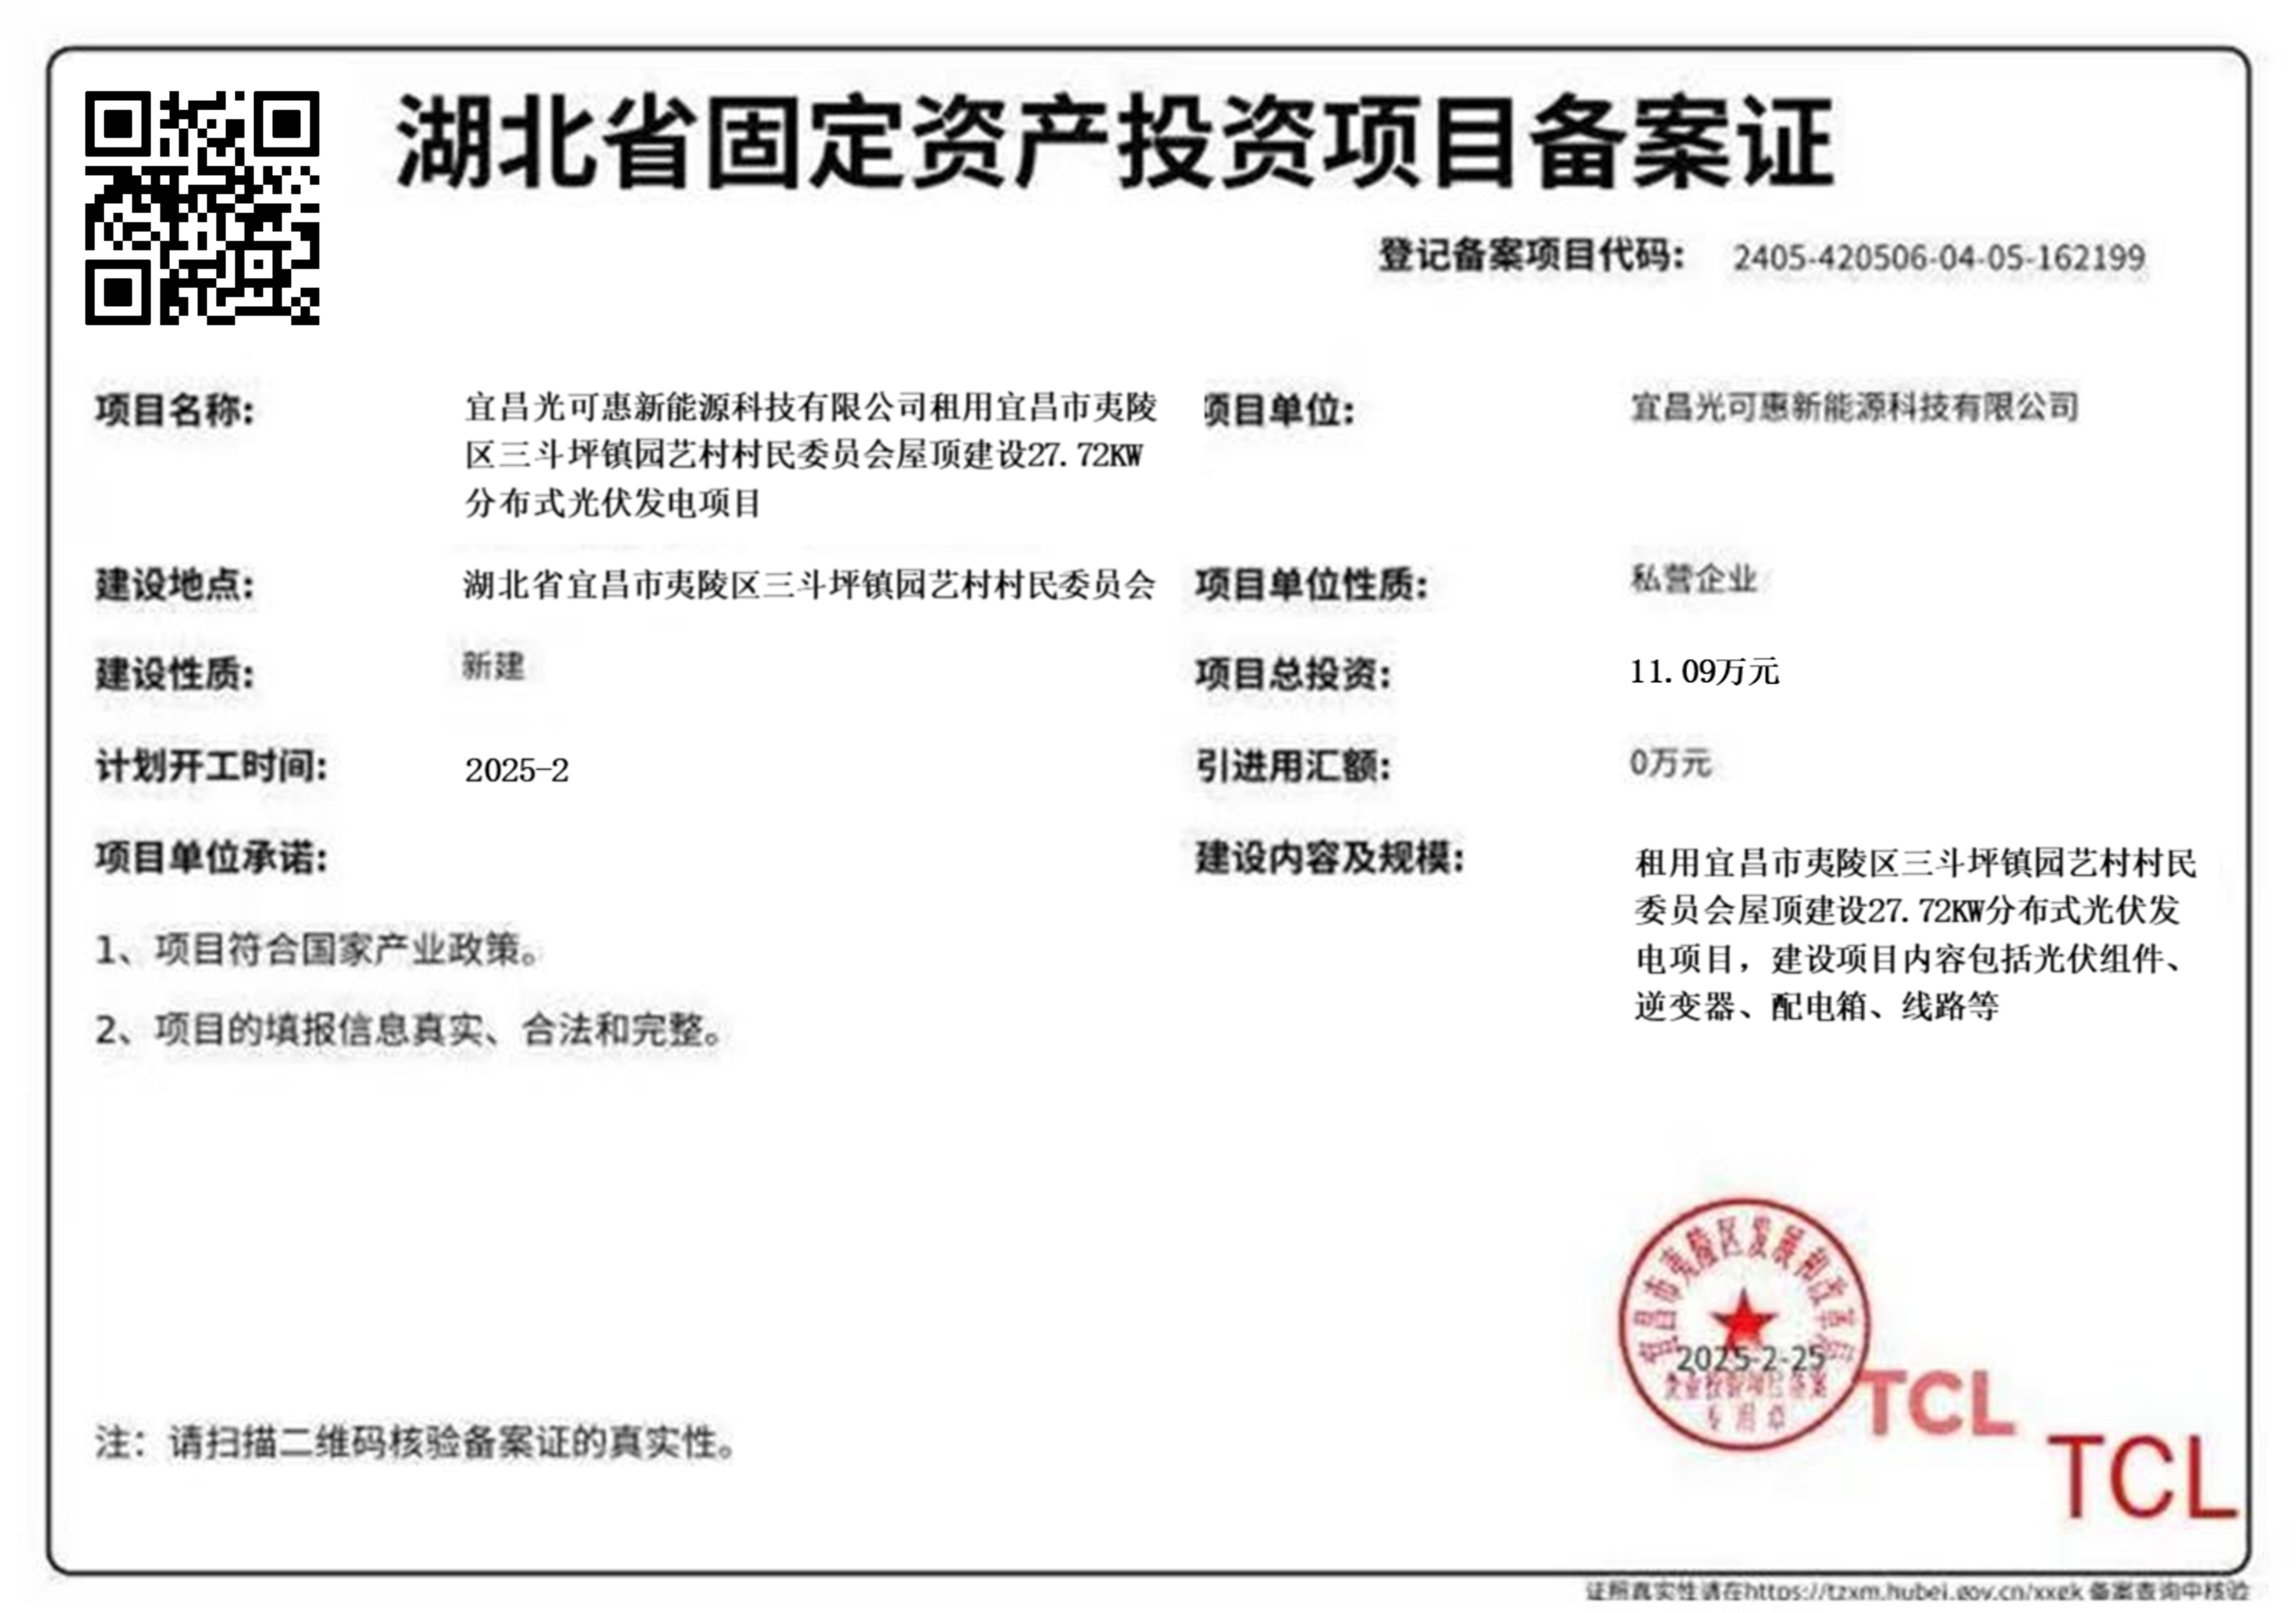 湖北省固定资产投资项目备案证
登记备案项目代码: 2405-420506-04-05-162199
项目名称:
宜昌光可惠新能源科技有限公司租用宜昌市夷陵
区三斗坪镇园艺村村民委员会屋顶建设27.72KW
分布式光伏发电项目
项目单位:
宜昌光可惠新能源科技有限公司
建设地点:
湖北省宜昌市夷陵区三斗坪镇园艺村村民委员会
项目单位性质:
私营企业
建设性质:
新建
项目总投资:
11.09万元
计划开工时间:
2025-2
引进用汇额:
0万元
项目单位承诺:
1、项目符合国家产业政策。
2、项目的填报信息真实、合法和完整。
建设内容及规模:
租用宜昌市夷陵区三斗坪镇园艺村村民
委员会屋顶建设27.72KW分布式光伏发
电项目，建设项目内容包括光伏组件、
逆变器、配电箱、线路等
宜昌市夷陵区发展和改革局
2025-2-25
企业投资项目备案
专用章
TCL
TCL
注：请扫描二维码核验备案证的真实性。
证照真实性请在https://tzxm.hubei.gov.cn/xxgk 备案查询中核验